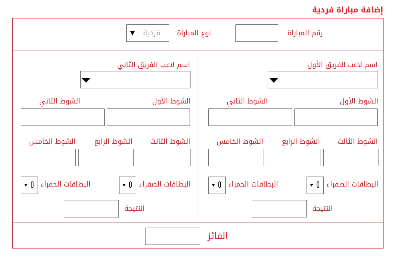 إضافة مباراة فردية
رقم المباراة نوع المباراة فردية
اسم لاعب الفريق الأول اسم لاعب الفريق الثاني
الشوط الأول الشوط الثاني الشوط الأول الشوط الثاني
الشوط الثالث الشوط الرابع الشوط الخامس الشوط الثالث الشوط الرابع الشوط الخامس
البطاقات الصفراء 0 البطاقات الحمراء 0 البطاقات الصفراء 0 البطاقات الحمراء 0
النتيجة النتيجة
الفائز